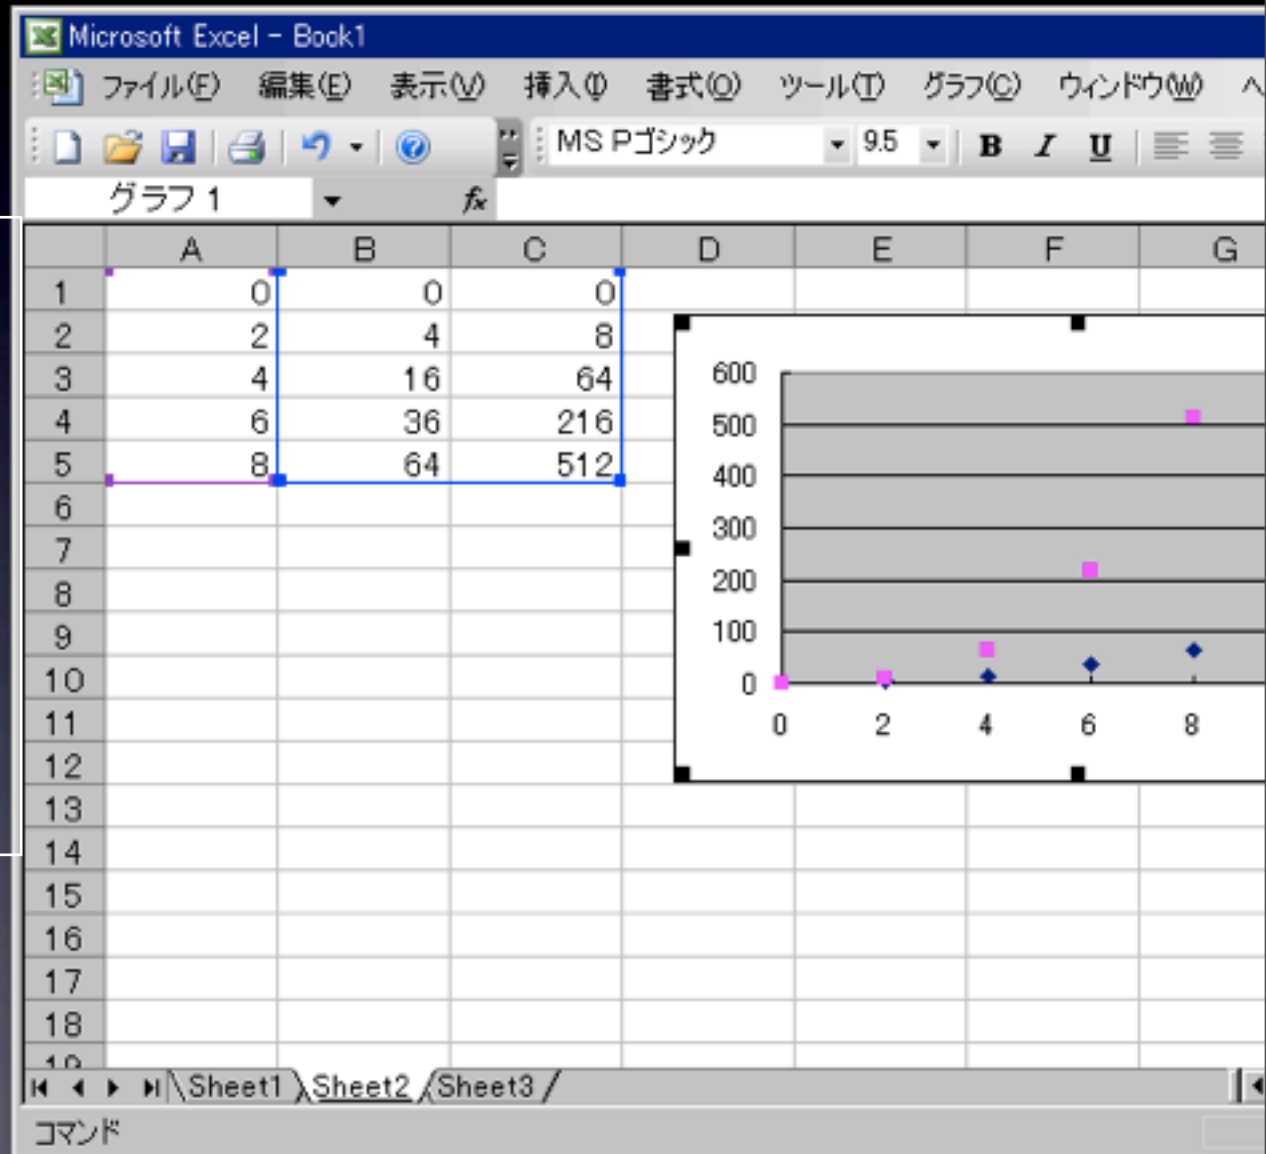 Microsoft Excel - Book1
ファイル(F) 編集(E) 表示(V) 挿入(I) 書式(O) ツール(T) グラフ(C) ウィンドウ(W) ヘ
MS Pゴシック 9.5 B I U
グラフ 1 fx
A B C D E F G
1 0 0 0
2 2 4 8
3 4 16 64
4 6 36 216
5 8 64 512
6
7
8
9
10
11
12
13
14
15
16
17
18
19
600
500
400
300
200
100
0
0 2 4 6 8
Sheet1 Sheet2 Sheet3
コマンド